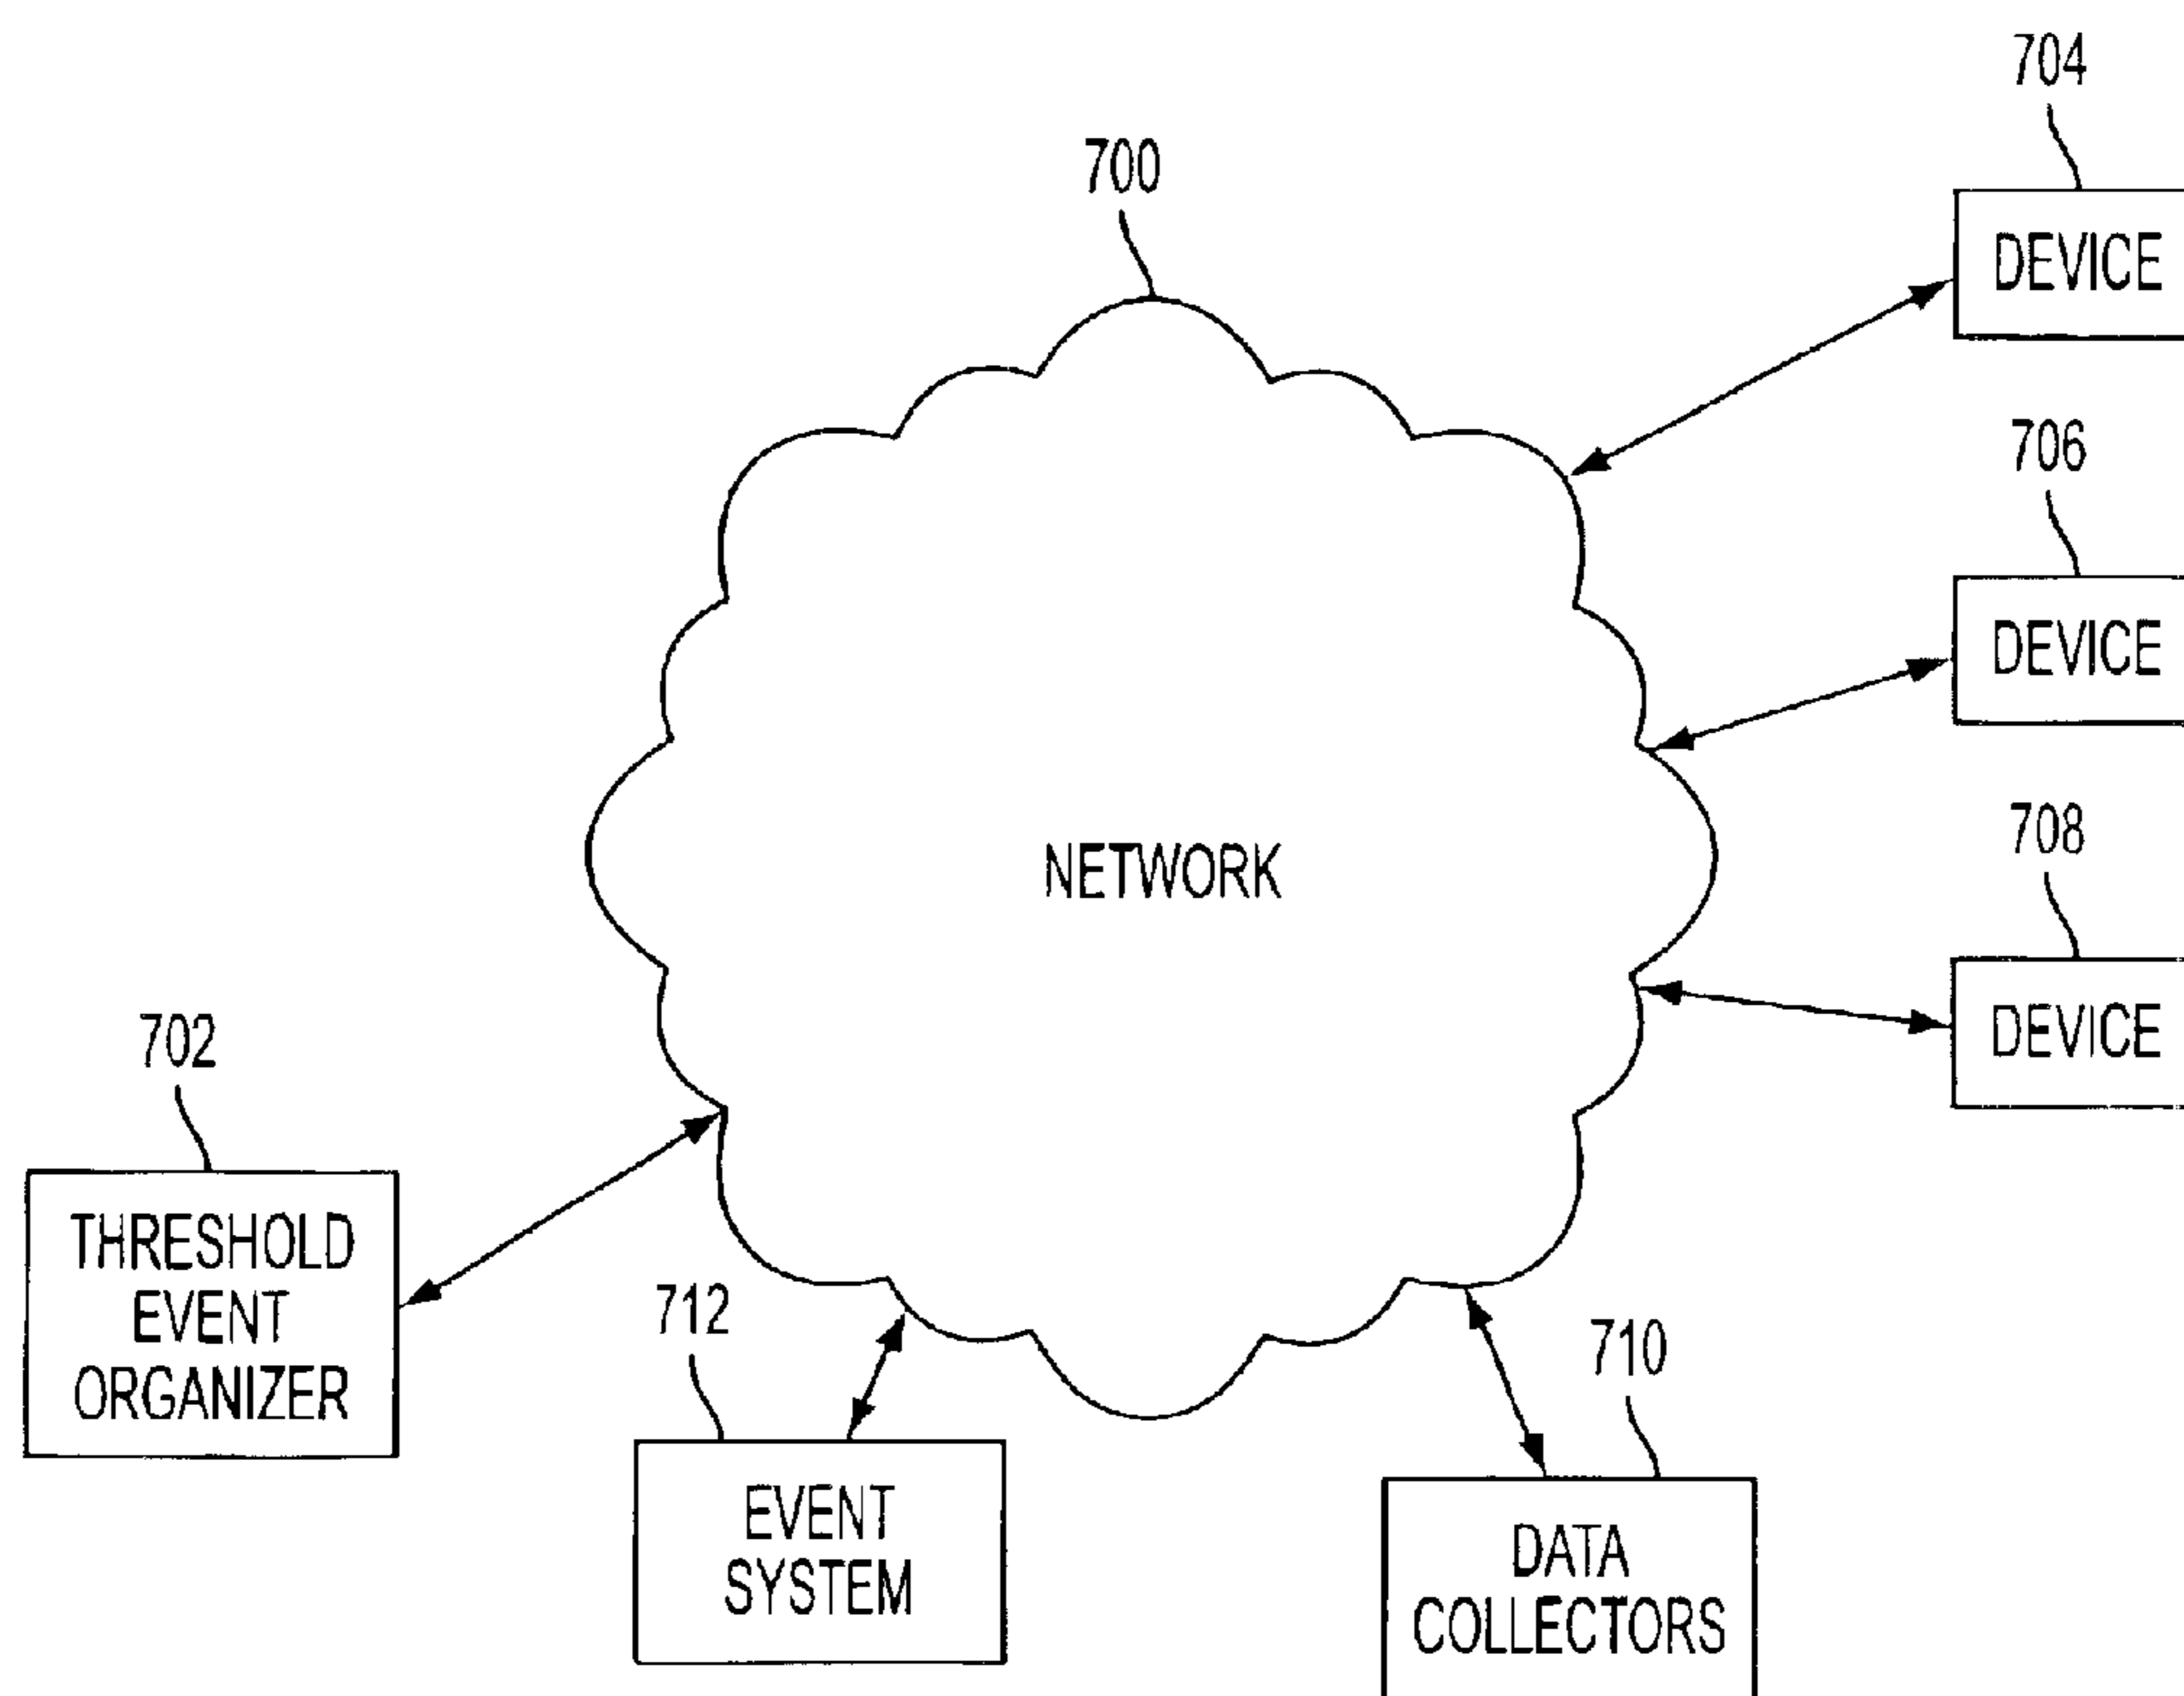 704
700
DEVICE
706
DEVICE
NETWORK
708
DEVICE
702
THRESHOLD
EVENT
ORGANIZER
712
EVENT
SYSTEM
710
DATA
COLLECTORS